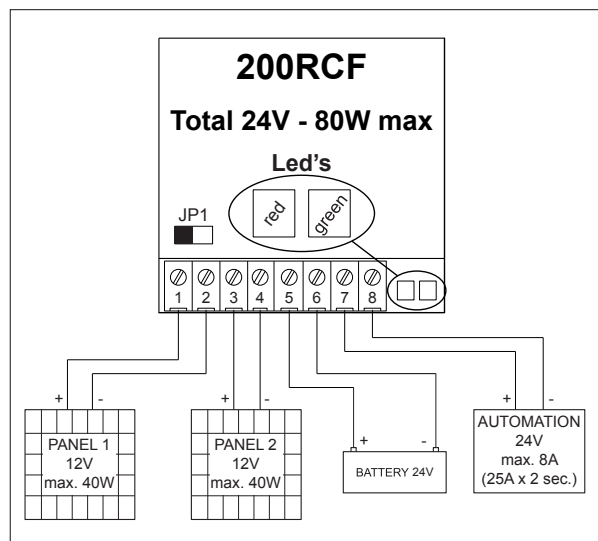 200RCF
Total 24V - 80W max
Led's
red green
JP1
1 2 3 4 5 6 7 8
+ - + - + - + -
PANEL 1
12V
max. 40W
PANEL 2
12V
max. 40W
BATTERY 24V
AUTOMATION
24V
max. 8A
(25A x 2 sec.)